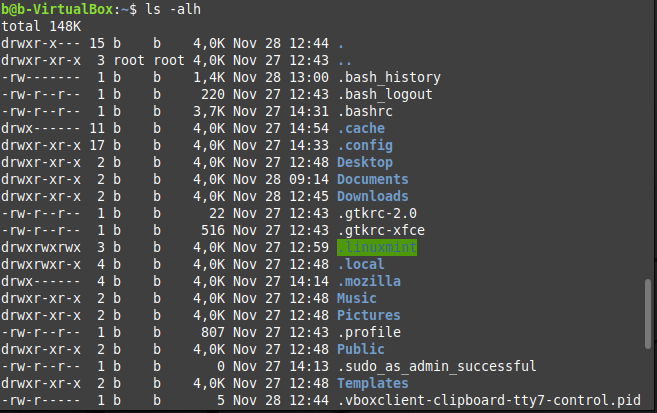 b@b-VirtualBox:~$ ls -alh
total 148K
drwxr-x--- 15 b    b    4,0K Nov 28 12:44 .
drwxr-xr-x  3 root root 4,0K Nov 27 12:43 ..
-rw-------  1 b    b    1,4K Nov 28 13:00 .bash_history
-rw-r--r--  1 b    b     220 Nov 27 12:43 .bash_logout
-rw-r--r--  1 b    b    3,7K Nov 27 14:31 .bashrc
drwx------ 11 b    b    4,0K Nov 27 14:54 .cache
drwxr-xr-x 17 b    b    4,0K Nov 27 14:33 .config
drwxr-xr-x  2 b    b    4,0K Nov 27 12:48 Desktop
drwxr-xr-x  2 b    b    4,0K Nov 28 09:14 Documents
drwxr-xr-x  2 b    b    4,0K Nov 28 12:45 Downloads
-rw-r--r--  1 b    b      22 Nov 27 12:43 .gtkrc-2.0
-rw-r--r--  1 b    b     516 Nov 27 12:43 .gtkrc-xfce
drwxrwxrwx  3 b    b    4,0K Nov 27 12:59 .linuxmint
drwxrwxr-x  4 b    b    4,0K Nov 27 12:48 .local
drwx------  4 b    b    4,0K Nov 27 14:14 .mozilla
drwxr-xr-x  2 b    b    4,0K Nov 27 12:48 Music
drwxr-xr-x  2 b    b    4,0K Nov 27 12:48 Pictures
-rw-r--r--  1 b    b     807 Nov 27 12:43 .profile
drwxr-xr-x  2 b    b    4,0K Nov 27 12:48 Public
-rw-r--r--  1 b    b       0 Nov 27 14:13 .sudo_as_admin_successful
drwxr-xr-x  2 b    b    4,0K Nov 27 12:48 Templates
-rw-r-----  1 b    b       5 Nov 28 12:44 .vboxclient-clipboard-tty7-control.pid